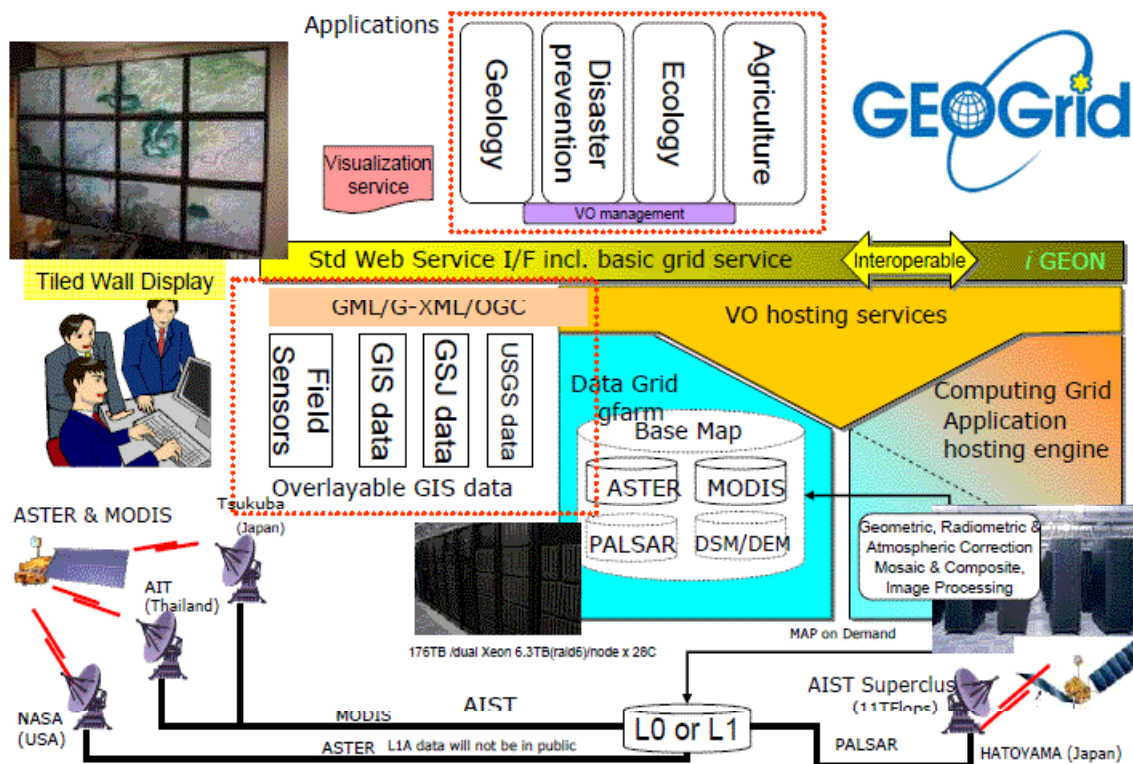 Applications
Geology
Disaster
prevention
Ecology
Agriculture
GEOGrid
Visualization
service
VO management
Std Web Service I/F incl. basic grid service
Interoperable
i GEON
Tiled Wall Display
GML/G-XML/OGC
VO hosting services
Field
Sensors
GIS data
GSJ data
USGS data
Data Grid
gfarm
Computing Grid
Application
hosting engine
Base Map
ASTER
MODIS
PALSAR
DSM/DEM
Overlayable GIS data
Geometric, Radiometric &
Atmospheric Correction
Mosaic & Composite,
Image Processing
ASTER & MODIS
Tsukuba
(Japan)
AIT
(Thailand)
176TB /dual Xeon 6.3TB(raid6)/node x 28C
MAP on Demand
NASA
(USA)
AIST
MODIS
L0 or L1
AIST Superclus
(11TFlops)
ASTER
L1A data will not be in public
PALSAR
HATOYAMA (Japan)